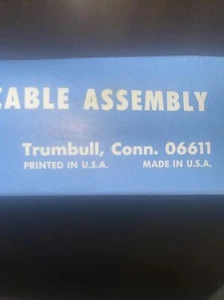 CABLE ASSEMBLY
Trumbull, Conn. 06611
PRINTED IN U.S.A. MADE IN U.S.A.